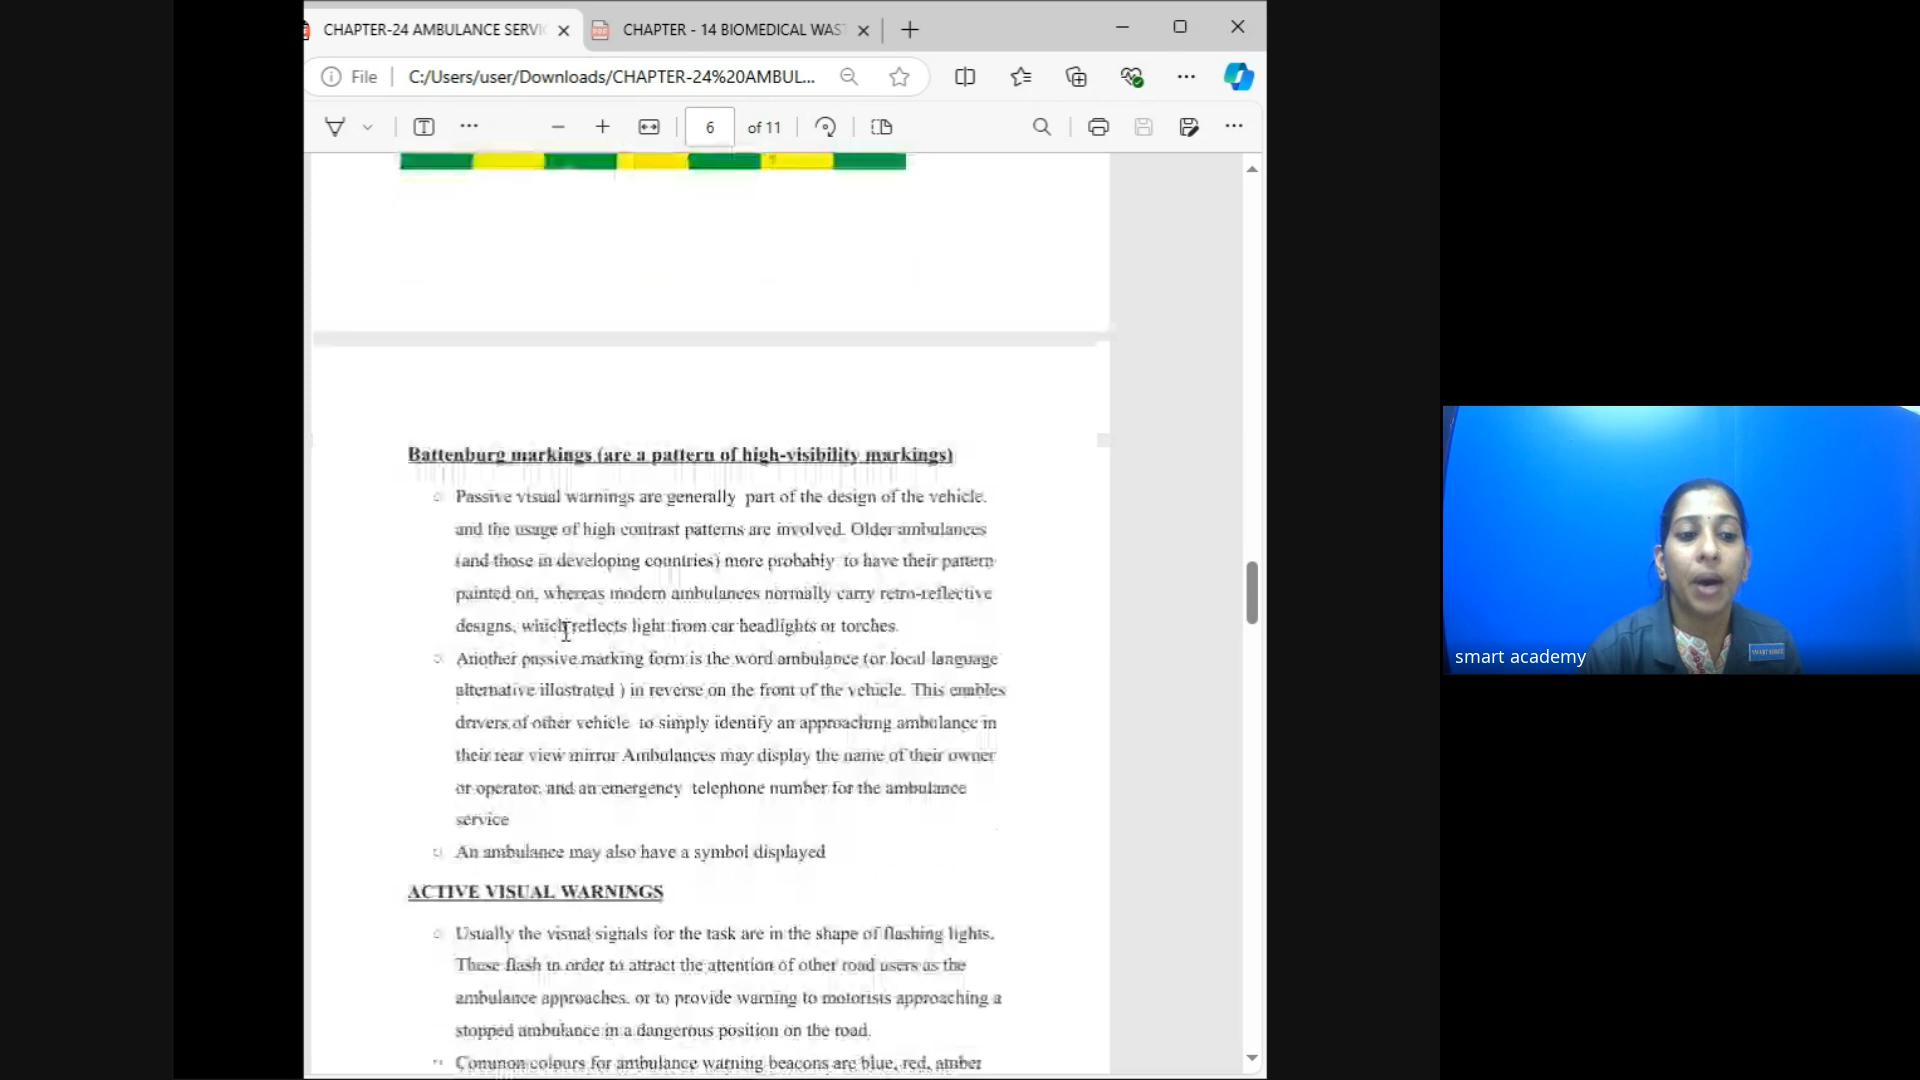 CHAPTER-24 AMBULANCE SERVI
CHAPTER - 14 BIOMEDICAL WAST
File
C:/Users/user/Downloads/CHAPTER-24%20AMBUL...
6 of 11
Battenburg markings (are a pattern of high-visibility markings)
Passive visual warnings are generally part of the design of the vehicle.
and the usage of high contrast patterns are involved. Older ambulances
(and those in developing countries) more probably to have their pattern
painted on, whereas modern ambulances normally carry retro-reflective
designs, which reflects light from car headlights or torches.
Another passive marking form is the word ambulance (or local language
alternative illustrated ) in reverse on the front of the vehicle. This enables
drivers of other vehicle to simply identify an approaching ambulance in
their rear view mirror Ambulances may display the name of their owner
or operator, and an emergency telephone number for the ambulance
service
An ambulance may also have a symbol displayed
ACTIVE VISUAL WARNINGS
Usually the visual signals for the task are in the shape of flashing lights.
These flash in order to attract the attention of other road users as the
ambulance approaches. or to provide warning to motorists approaching a
stopped ambulance in a dangerous position on the road.
Common colours for ambulance warning beacons are blue, red, amber
smart academy